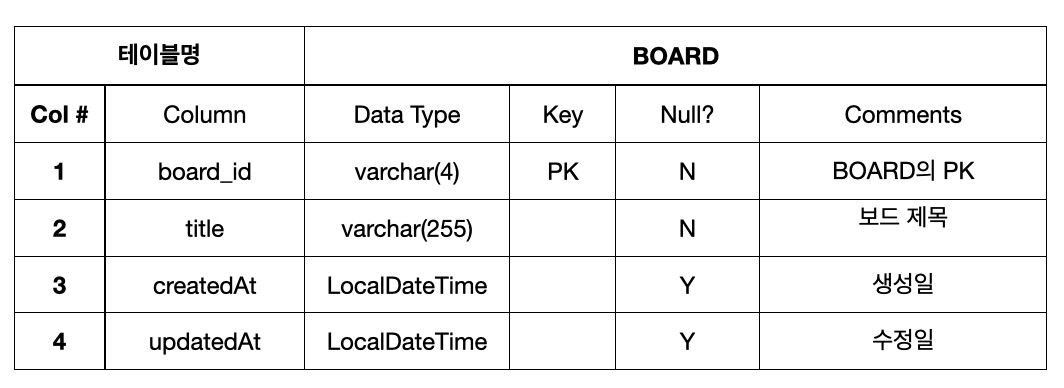 테이블명 BOARD
Col # Column Data Type Key Null? Comments
1 board_id varchar(4) PK N BOARD의 PK
2 title varchar(255) N 보드 제목
3 createdAt LocalDateTime Y 생성일
4 updatedAt LocalDateTime Y 수정일